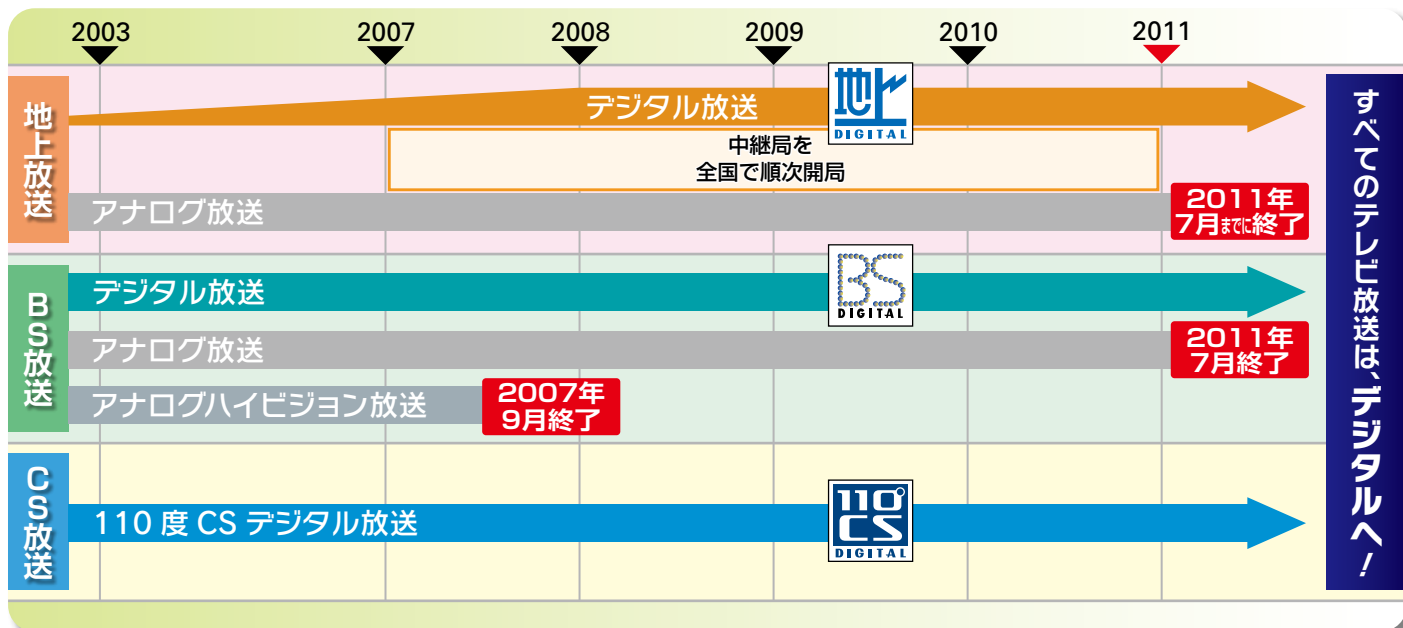 2003 2007 2008 2009 2010 2011
地上放送
デジタル放送
地上
DIGITAL
中継局を
全国で順次開局
アナログ放送
2011年
7月までに終了
BS放送
デジタル放送
BS
DIGITAL
アナログ放送
2011年
7月終了
アナログハイビジョン放送
2007年
9月終了
CS放送
110度CSデジタル放送
110°
CS
DIGITAL
すべてのテレビ放送は、デジタルへ!